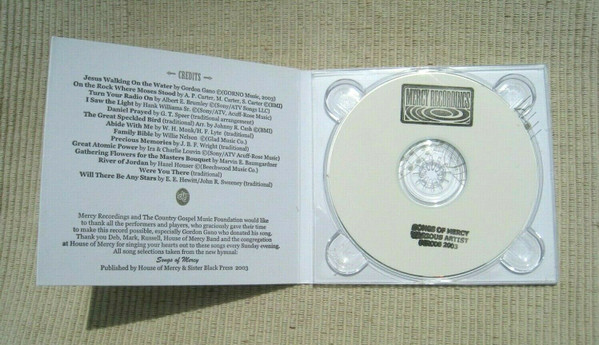 CREDITS
Jesus Walking On the Water by Gordon Gano ©(GIORNO Music, 2003)
On the Rock Where Moses Stood by A. P. Carter, M. Carter, S. Carter ©(BMI)
Turn Your Radio On by Albert E. Brumley ©(Sony/ATV Songs LLC)
I Saw the Light by Hank Williams Sr. ©(Sony/ATV, Acuff-Rose Music)
Daniel Prayed by G. T. Speer (traditional arrangement)
The Great Speckled Bird (traditional) Arr. by Johnny R. Cash ©(BMI)
Abide With Me by W. H. Monk/H. F. Lyte (traditional)
Family Bible by Willie Nelson ©(Glad Music Co.)
Precious Memories by J. B. F. Wright (traditional)
Great Atomic Power by Ira & Charlie Louvin ©(Sony/ATV Acuff-Rose Music)
Gathering Flowers for the Masters Bouquet by Marvin E. Baumgardner
River of Jordan by Hazel Houser ©(Beechwood Music Co.)
Were You There (traditional)
Will There Be Any Stars by E. E. Hewitt/John R. Sweney (traditional)
Mercy Recordings and The Country Gospel Music Foundation would like
to thank all the performers and players, who graciously gave their time
to make this record possible, especially Gordon Gano who donated his song.
Thank you Deb, Mark, Russell, House of Mercy Band and the congregation
at House of Mercy for singing your hearts out to these songs every Sunday evening.
All song selections taken from the new hymnal:
Songs of Mercy
Published by House of Mercy & Sister Black Press 2003
MERCY RECORDINGS
SONGS OF MERCY
VARIOUS ARTIST
2003